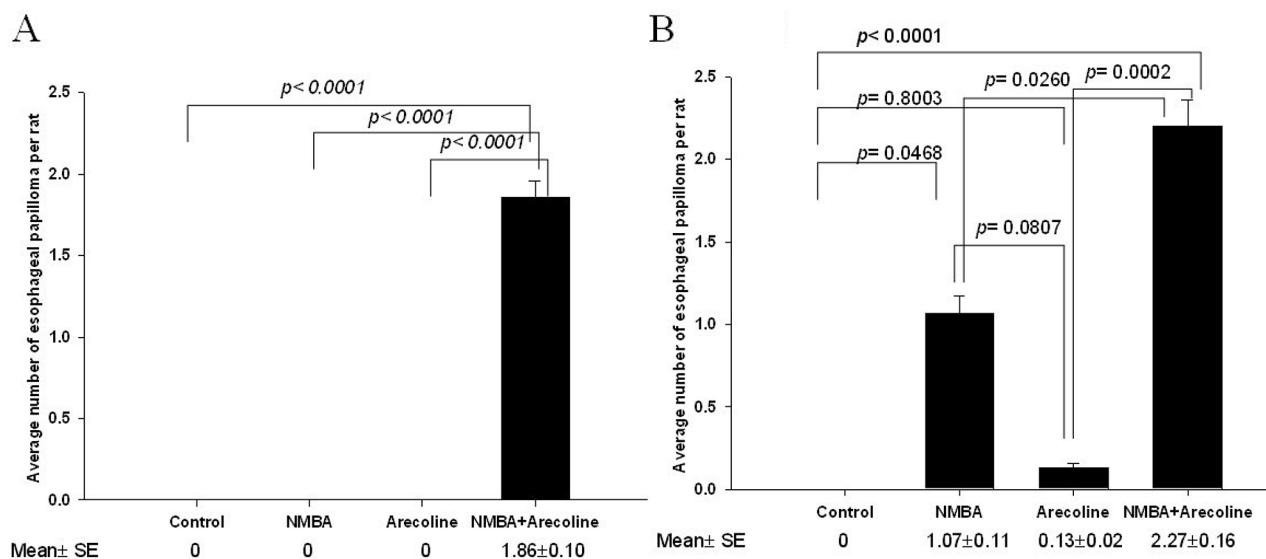 A
Average number of esophageal papilloma per rat
2.5
2.0
1.5
1.0
0.5
0.0
p< 0.0001
p< 0.0001
p< 0.0001
Control NMBA Arecoline NMBA+Arecoline
Mean± SE 0 0 0 1.86±0.10
B
Average number of esophageal papilloma per rat
2.5
2.0
1.5
1.0
0.5
0.0
p< 0.0001
p= 0.0260 p= 0.0002
p= 0.8003
p= 0.0468
p= 0.0807
Control NMBA Arecoline NMBA+Arecoline
Mean± SE 0 1.07±0.11 0.13±0.02 2.27±0.16